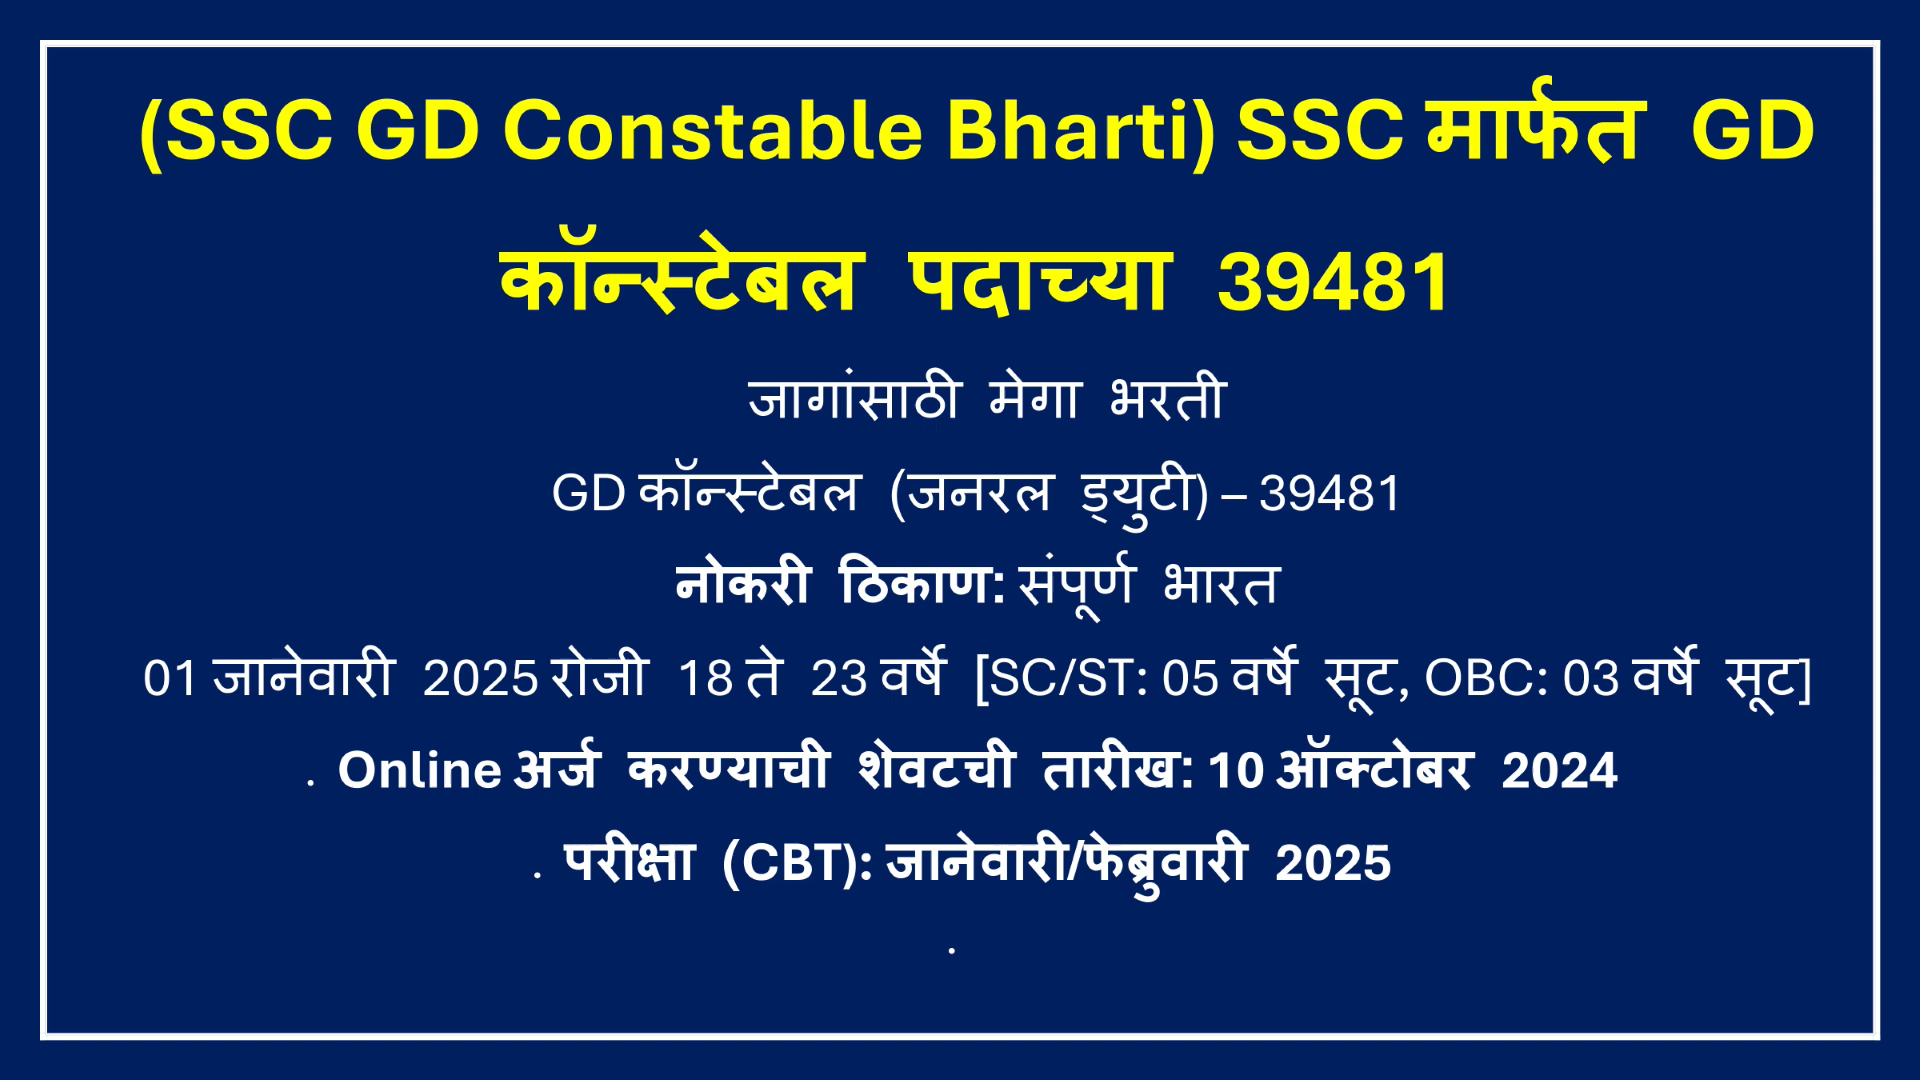 (SSC GD Constable Bharti) SSC मार्फत GD
कॉन्स्टेबल पदाच्या 39481
जागांसाठी मेगा भरती
GD कॉन्स्टेबल (जनरल ड्युटी) – 39481
नोकरी ठिकाण: संपूर्ण भारत
01 जानेवारी 2025 रोजी 18 ते 23 वर्षे [SC/ST: 05 वर्षे सूट, OBC: 03 वर्षे सूट]
. Online अर्ज करण्याची शेवटची तारीख: 10 ऑक्टोबर 2024
. परीक्षा (CBT): जानेवारी/फेब्रुवारी 2025
.